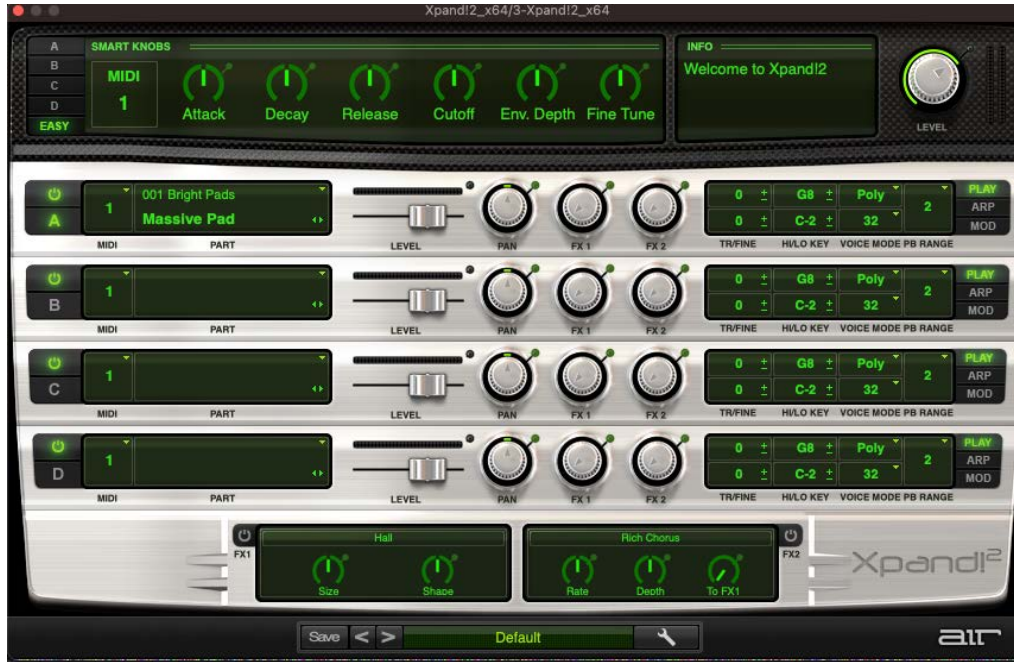 Xpand!2_x64/3-Xpand!2_x64
A
B
C
D
EASY
SMART KNOBS
MIDI
1
Attack Decay Release Cutoff Env. Depth Fine Tune
INFO
Welcome to Xpand!2
LEVEL
A
1
001 Bright Pads
Massive Pad
0 ± G8 ± Poly
0 ± C-2 ± 32
2
PLAY
ARP
MOD
MIDI PART LEVEL PAN FX 1 FX 2 TR/FINE HI/LO KEY VOICE MODE PB RANGE
B
1
0 ± G8 ± Poly
0 ± C-2 ± 32
2
PLAY
ARP
MOD
MIDI PART LEVEL PAN FX 1 FX 2 TR/FINE HI/LO KEY VOICE MODE PB RANGE
C
1
0 ± G8 ± Poly
0 ± C-2 ± 32
2
PLAY
ARP
MOD
MIDI PART LEVEL PAN FX 1 FX 2 TR/FINE HI/LO KEY VOICE MODE PB RANGE
D
1
0 ± G8 ± Poly
0 ± C-2 ± 32
2
PLAY
ARP
MOD
MIDI PART LEVEL PAN FX 1 FX 2 TR/FINE HI/LO KEY VOICE MODE PB RANGE
FX1
Hall
Size Shape
Rich Chorus
Rate Depth To FX1
FX2
Xpand!²
Save < > Default
air